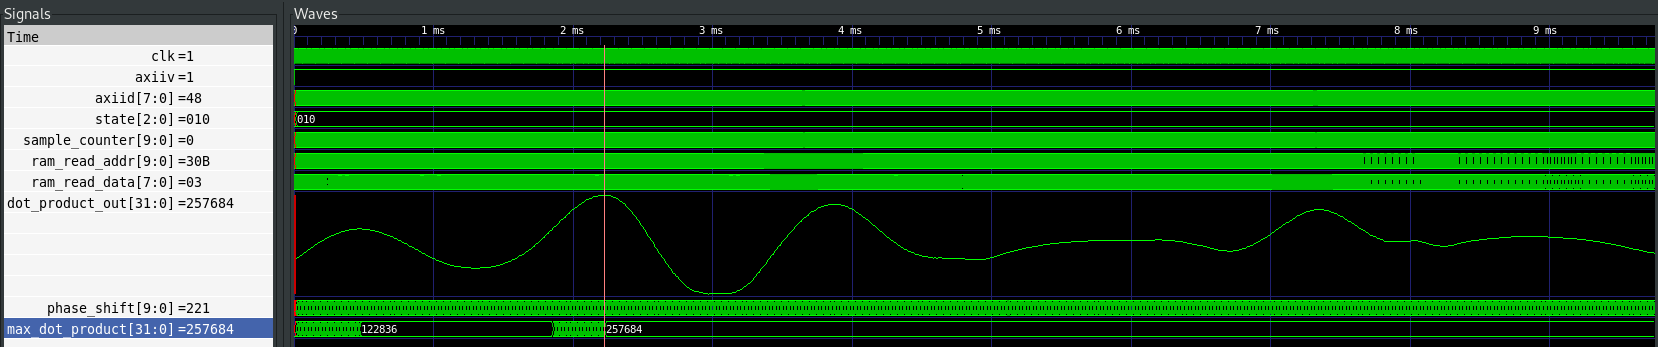 Signals
Waves
Time
0 1 ms 2 ms 3 ms 4 ms 5 ms 6 ms 7 ms 8 ms 9 ms
clk=1
axiiv=1
axiid[7:0]=48
state[2:0]=010
010
sample_counter[9:0]=0
ram_read_addr[9:0]=30B
ram_read_data[7:0]=03
dot_product_out[31:0]=257684
phase_shift[9:0]=221
max_dot_product[31:0]=257684
122836
257684